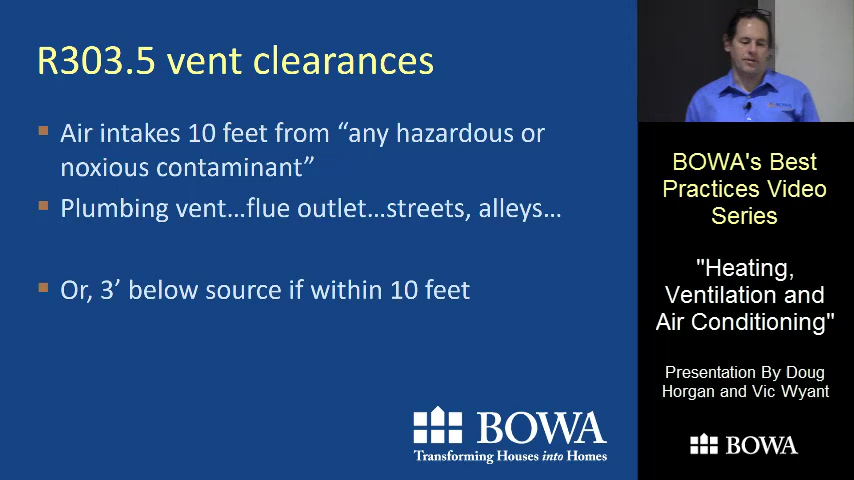 R303.5 vent clearances
Air intakes 10 feet from “any hazardous or
noxious contaminant”
Plumbing vent…flue outlet…streets, alleys…
Or, 3’ below source if within 10 feet
BOWA
Transforming Houses into Homes
BOWA's Best
Practices Video
Series
"Heating,
Ventilation and
Air Conditioning"
Presentation By Doug
Horgan and Vic Wyant
BOWA